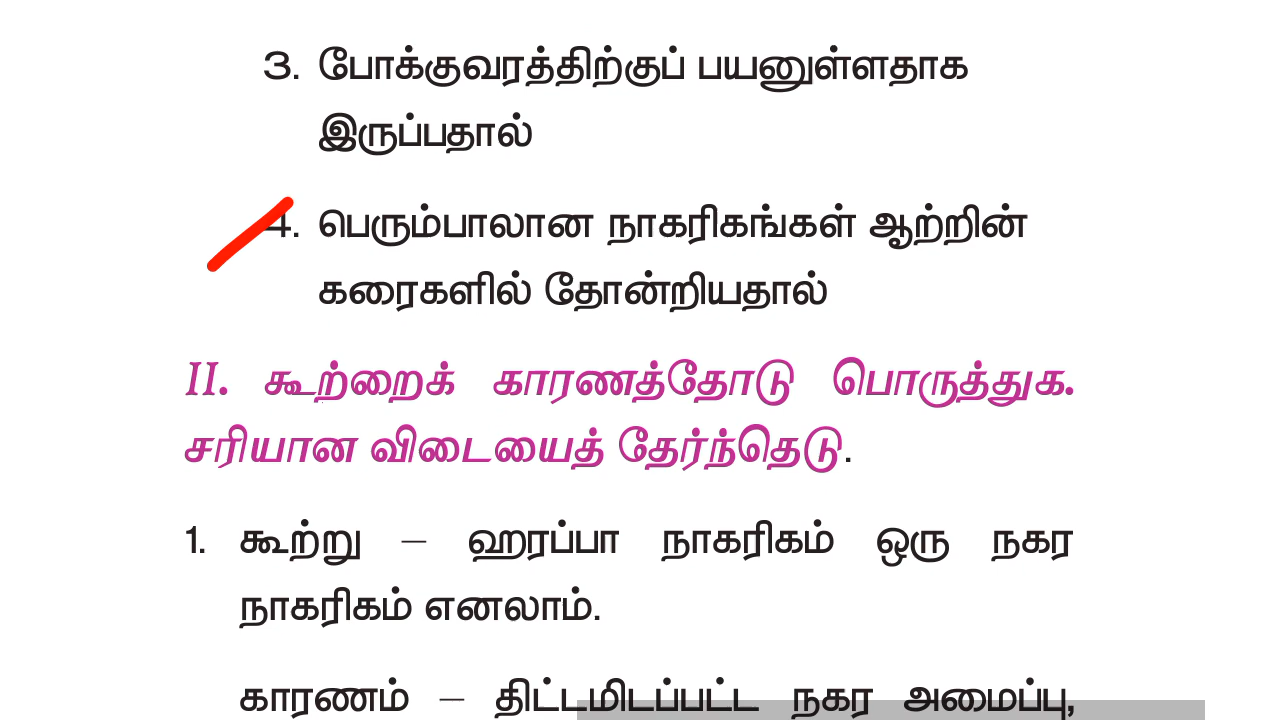 3. போக்குவரத்திற்குப் பயனுள்ளதாக
இருப்பதால்
4. பெரும்பாலான நாகரிகங்கள் ஆற்றின்
கரைகளில் தோன்றியதால்
II. கூற்றைக் காரணத்தோடு பொருத்துக.
சரியான விடையைத் தேர்ந்தெடு.
1. கூற்று – ஹரப்பா நாகரிகம் ஒரு நகர
நாகரிகம் எனலாம்.
காரணம் – திட்டமிடப்பட்ட நகர அமைப்பு,